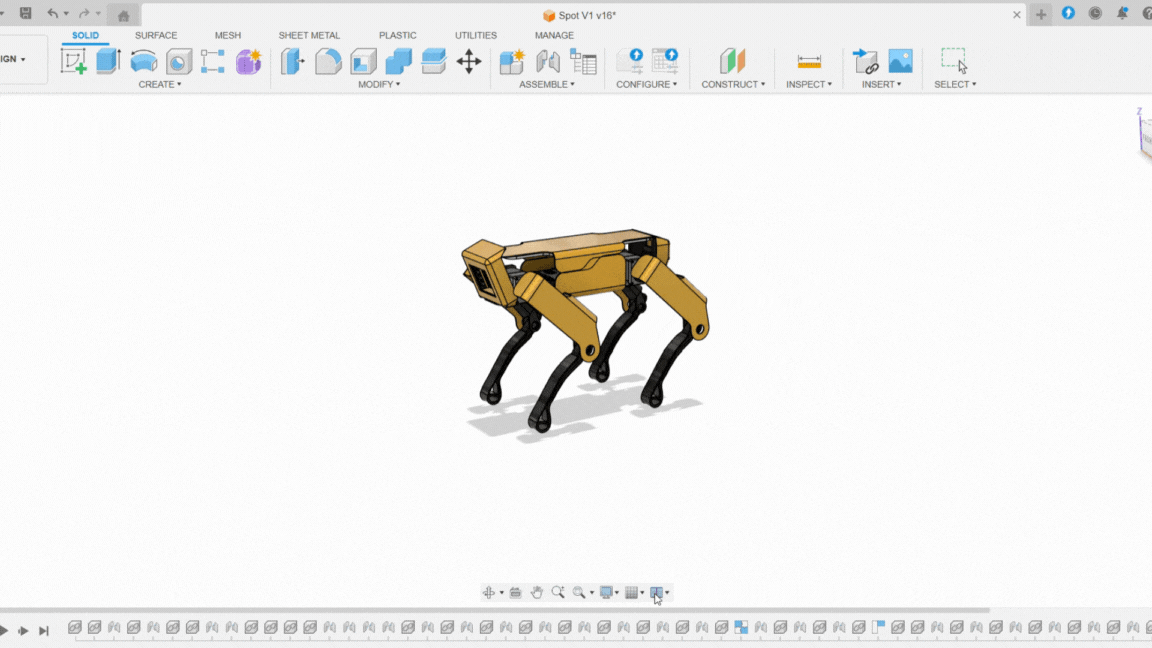 Spot V1 v16*
SOLID SURFACE MESH SHEET METAL PLASTIC UTILITIES MANAGE
IGN
CREATE MODIFY ASSEMBLE CONFIGURE CONSTRUCT INSPECT INSERT SELECT
Z